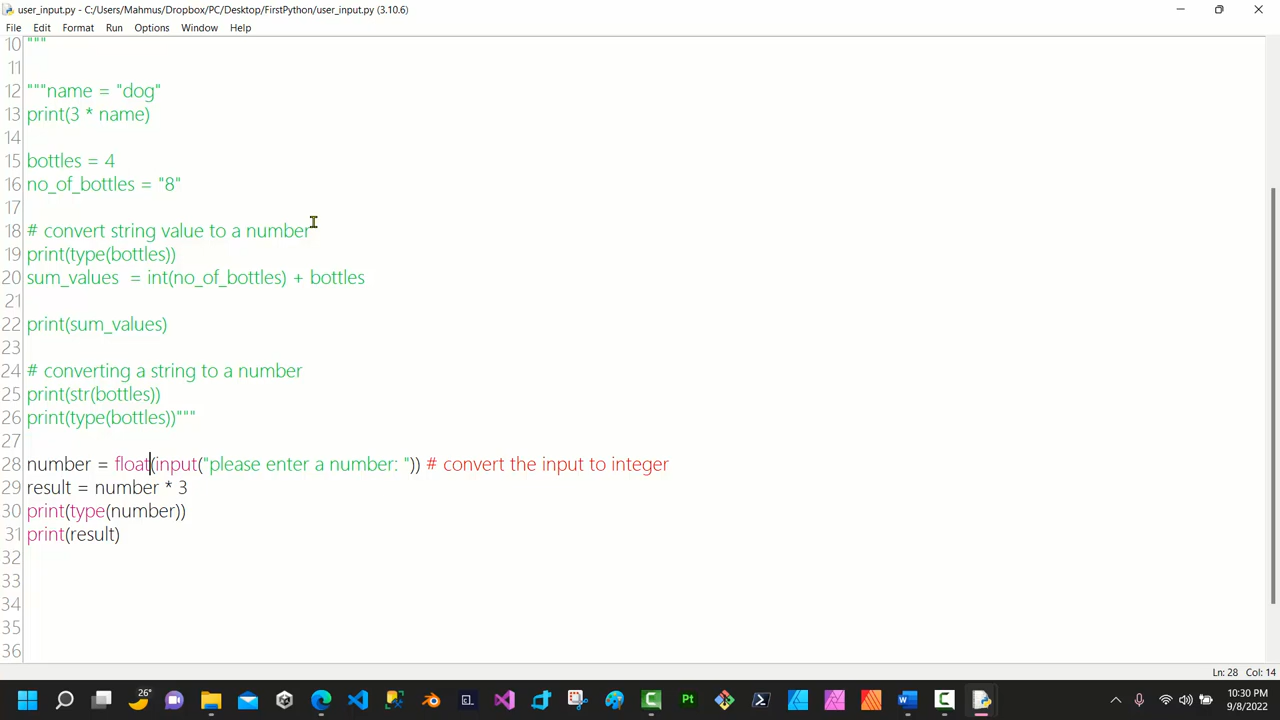 user_input.py - C:/Users/Mahmus/Dropbox/PC/Desktop/FirstPython/user_input.py (3.10.6)
File Edit Format Run Options Window Help
10 """
11
12 """name = "dog"
13 print(3 * name)
14
15 bottles = 4
16 no_of_bottles = "8"
17
18 # convert string value to a number
19 print(type(bottles))
20 sum_values  = int(no_of_bottles) + bottles
21
22 print(sum_values)
23
24 # converting a string to a number
25 print(str(bottles))
26 print(type(bottles))"""
27
28 number = float(input("please enter a number: ")) # convert the input to integer
29 result = number * 3
30 print(type(number))
31 print(result)
32
33
34
35
36
Ln: 28 Col: 14
26°
Pt
10:30 PM
9/8/2022